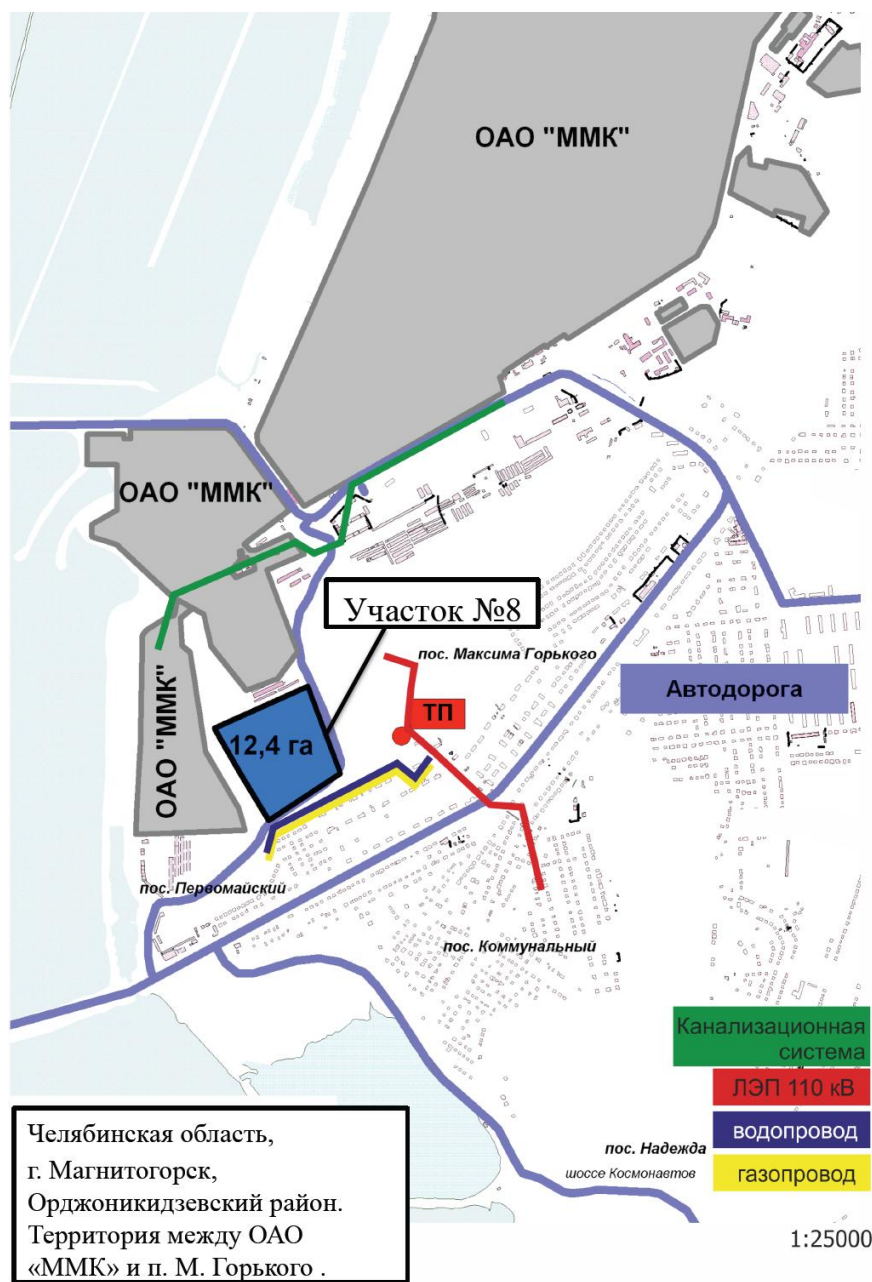 ОАО "ММК"
ОАО "ММК"
Участок №8
пос. Максима Горького
Автодорога
ТП
ОАО "ММК"
12,4 га
пос. Первомайский
пос. Коммунальный
Канализационная
система
ЛЭП 110 кВ
водопровод
газопровод
пос. Надежда
шоссе Космонавтов
Челябинская область,
г. Магнитогорск,
Орджоникидзевский район.
Территория между ОАО
«ММК» и п. М. Горького .
1:25000